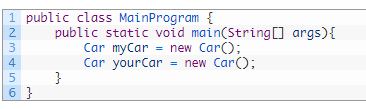 1 public class MainProgram {
2     public static void main(String[] args){
3         Car myCar = new Car();
4         Car yourCar = new Car();
5     }
6 }